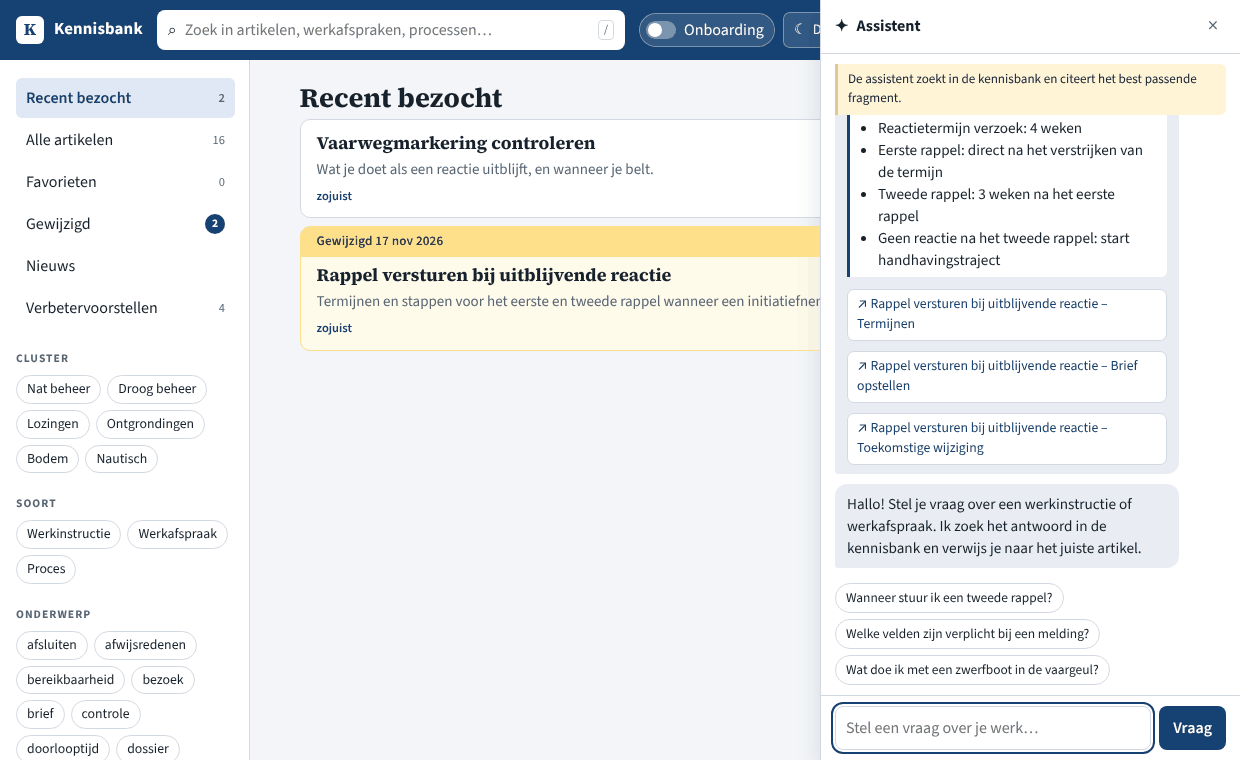 K Kennisbank
Zoek in artikelen, werkafspraken, processen…
/
Onboarding
Recent bezocht 2
Alle artikelen 16
Favorieten 0
Gewijzigd 2
Nieuws
Verbetervoorstellen 4
CLUSTER
Nat beheer Droog beheer
Lozingen Ontgrondingen
Bodem Nautisch
SOORT
Werkinstructie Werkafspraak
Proces
ONDERWERP
afsluiten afwijsredenen
bereikbaarheid bezoek
brief controle
doorlooptijd dossier
Recent bezocht
Vaarwegmarkering controleren
Wat je doet als een reactie uitblijft, en wanneer je belt.
zojuist
Gewijzigd 17 nov 2026
Rappel versturen bij uitblijvende reactie
Termijnen en stappen voor het eerste en tweede rappel wanneer een
zojuist
Assistent
De assistent zoekt in de kennisbank en citeert het best passende
fragment.
Reactietermijn verzoek: 4 weken
Eerste rappel: direct na het verstrijken van
de termijn
Tweede rappel: 3 weken na het eerste
rappel
Geen reactie na het tweede rappel: start
handhavingstraject
↗ Rappel versturen bij uitblijvende reactie –
Termijnen
↗ Rappel versturen bij uitblijvende reactie – Brief
opstellen
↗ Rappel versturen bij uitblijvende reactie –
Toekomstige wijziging
Hallo! Stel je vraag over een werkinstructie of
werkafspraak. Ik zoek het antwoord in de
kennisbank en verwijs je naar het juiste artikel.
Wanneer stuur ik een tweede rappel?
Welke velden zijn verplicht bij een melding?
Wat doe ik met een zwerfboot in de vaargeul?
Stel een vraag over je werk…
Vraag